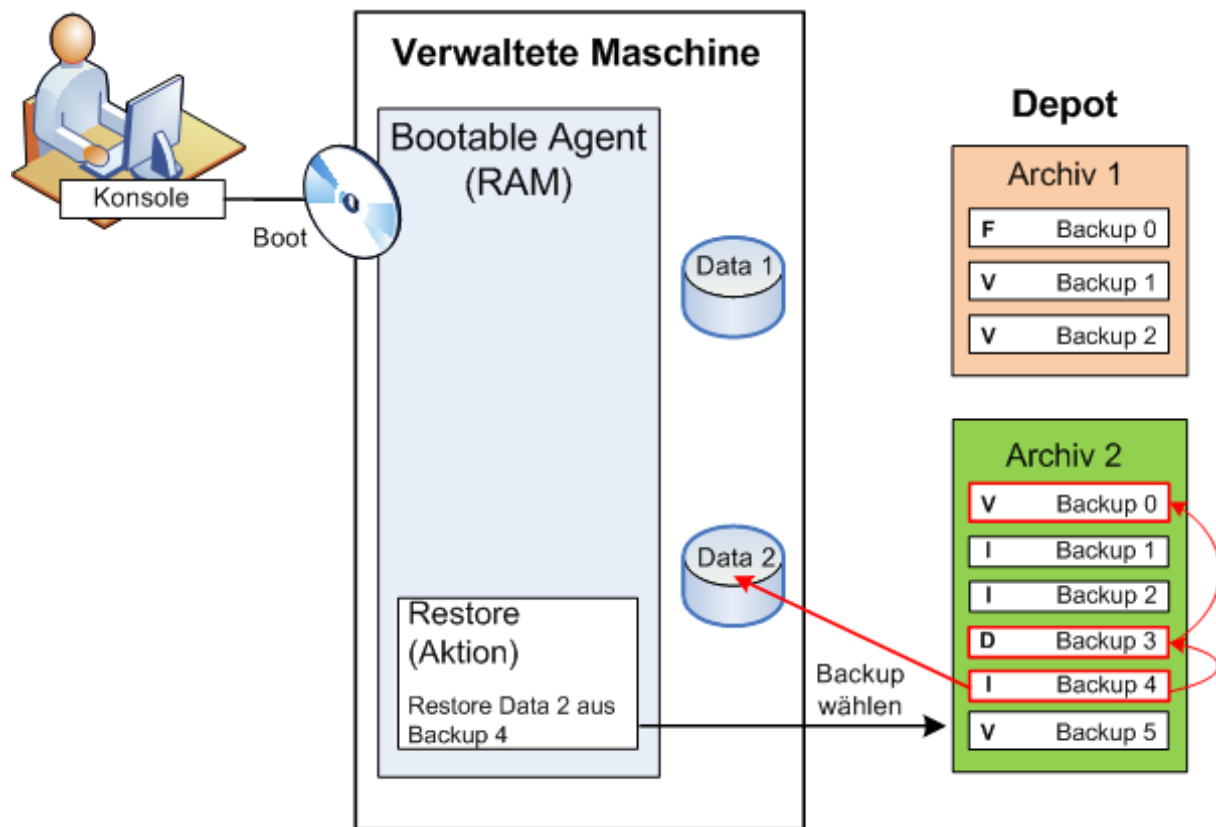 Verwaltete Maschine
Konsole
Boot
Bootable Agent
(RAM)
Data 1
Data 2
Restore
(Aktion)
Restore Data 2 aus
Backup 4
Backup
wählen
Depot
Archiv 1
F Backup 0
V Backup 1
V Backup 2
Archiv 2
V Backup 0
I Backup 1
I Backup 2
D Backup 3
I Backup 4
V Backup 5